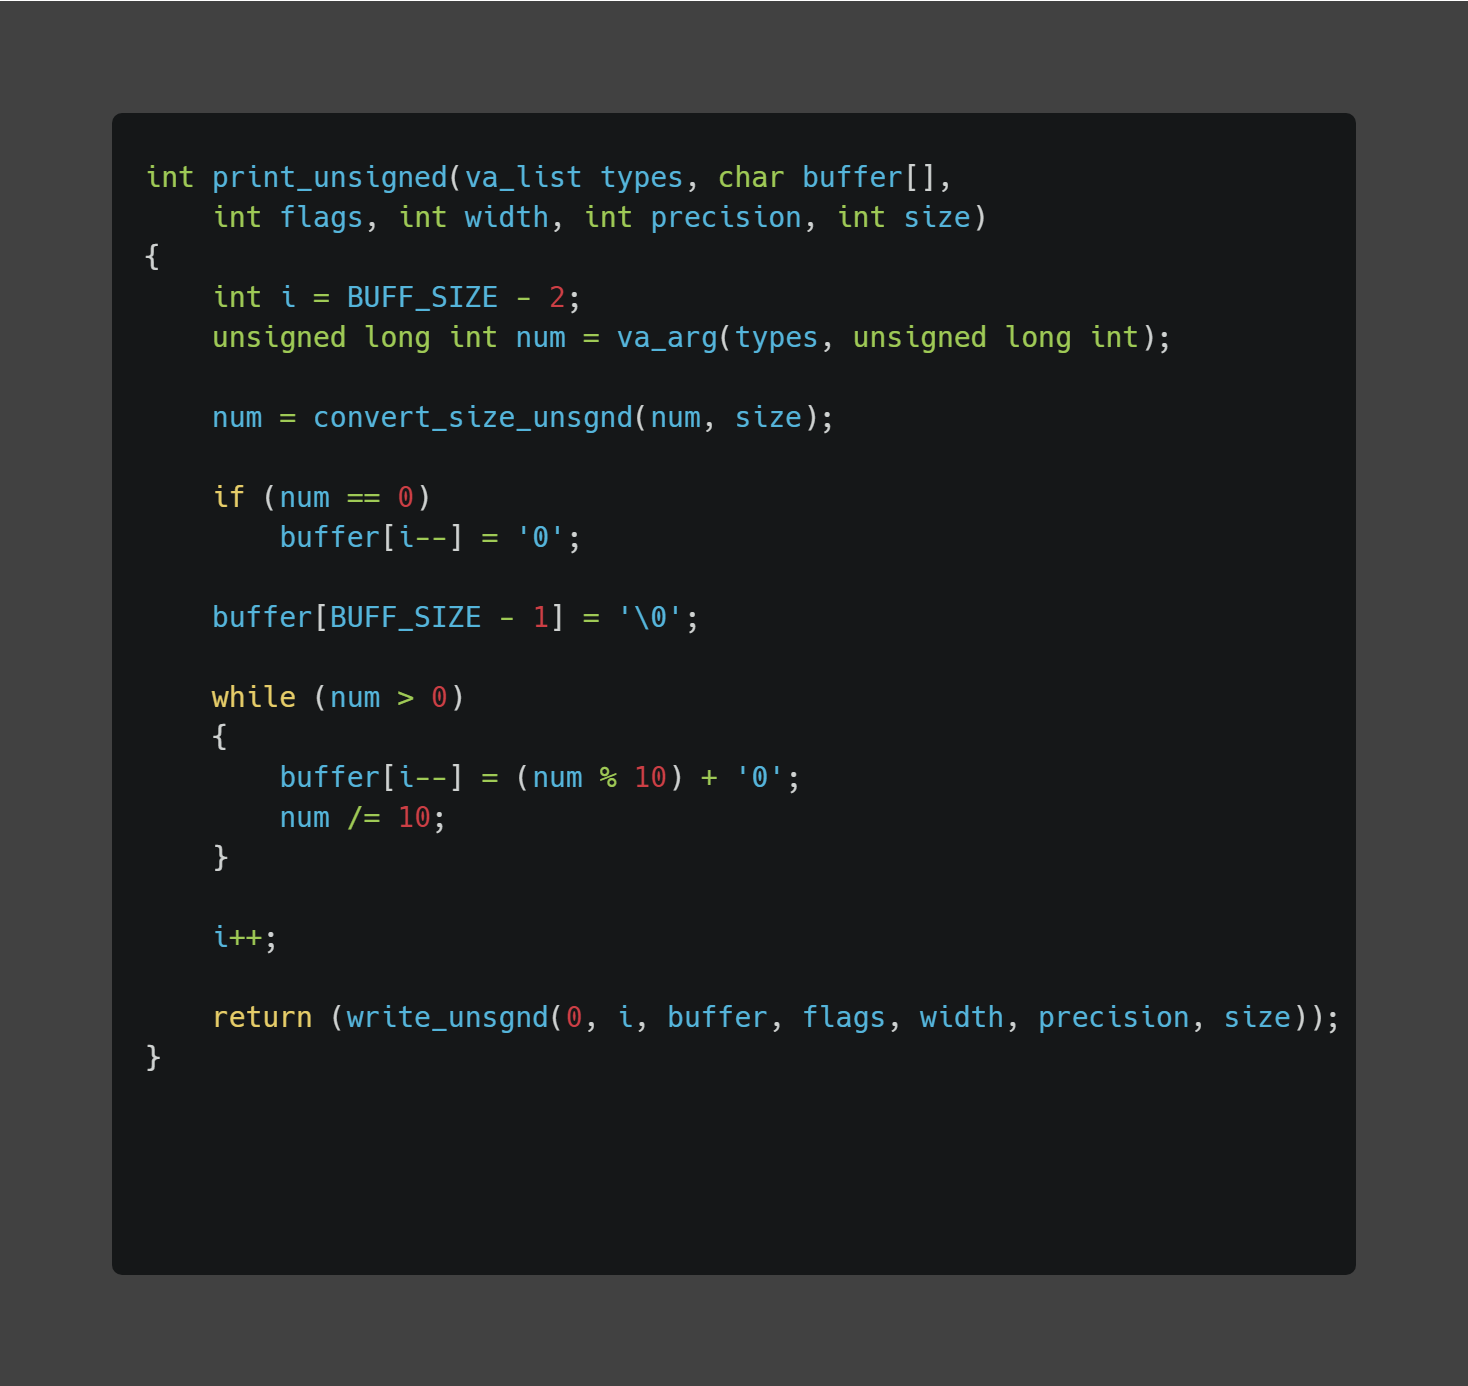 int print_unsigned(va_list types, char buffer[],
    int flags, int width, int precision, int size)
{
    int i = BUFF_SIZE - 2;
    unsigned long int num = va_arg(types, unsigned long int);

    num = convert_size_unsgnd(num, size);

    if (num == 0)
        buffer[i--] = '0';

    buffer[BUFF_SIZE - 1] = '\0';

    while (num > 0)
    {
        buffer[i--] = (num % 10) + '0';
        num /= 10;
    }

    i++;

    return (write_unsgnd(0, i, buffer, flags, width, precision, size));
}